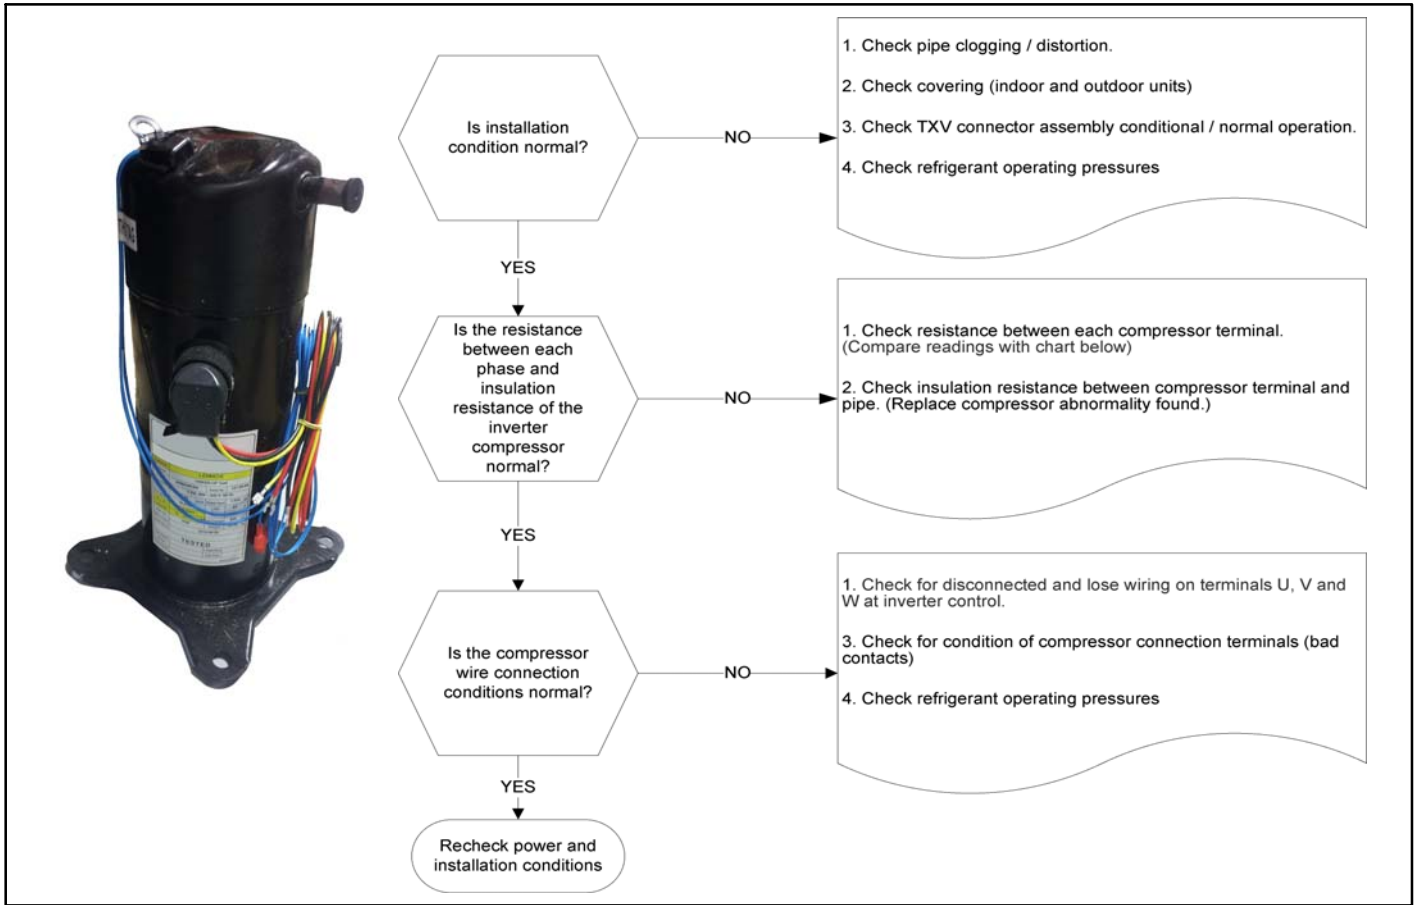 Is installation
condition normal?
NO
1. Check pipe clogging / distortion.
2. Check covering (indoor and outdoor units)
3. Check TXV connector assembly conditional / normal operation.
4. Check refrigerant operating pressures
YES
Is the resistance
between each
phase and
insulation
resistance of the
inverter
compressor
normal?
NO
1. Check resistance between each compressor terminal.
(Compare readings with chart below)
2. Check insulation resistance between compressor terminal and
pipe. (Replace compressor abnormality found.)
YES
Is the compressor
wire connection
conditions normal?
NO
1. Check for disconnected and lose wiring on terminals U, V and
W at inverter control.
3. Check for condition of compressor connection terminals (bad
contacts)
4. Check refrigerant operating pressures
YES
Recheck power and
installation conditions
TESTED